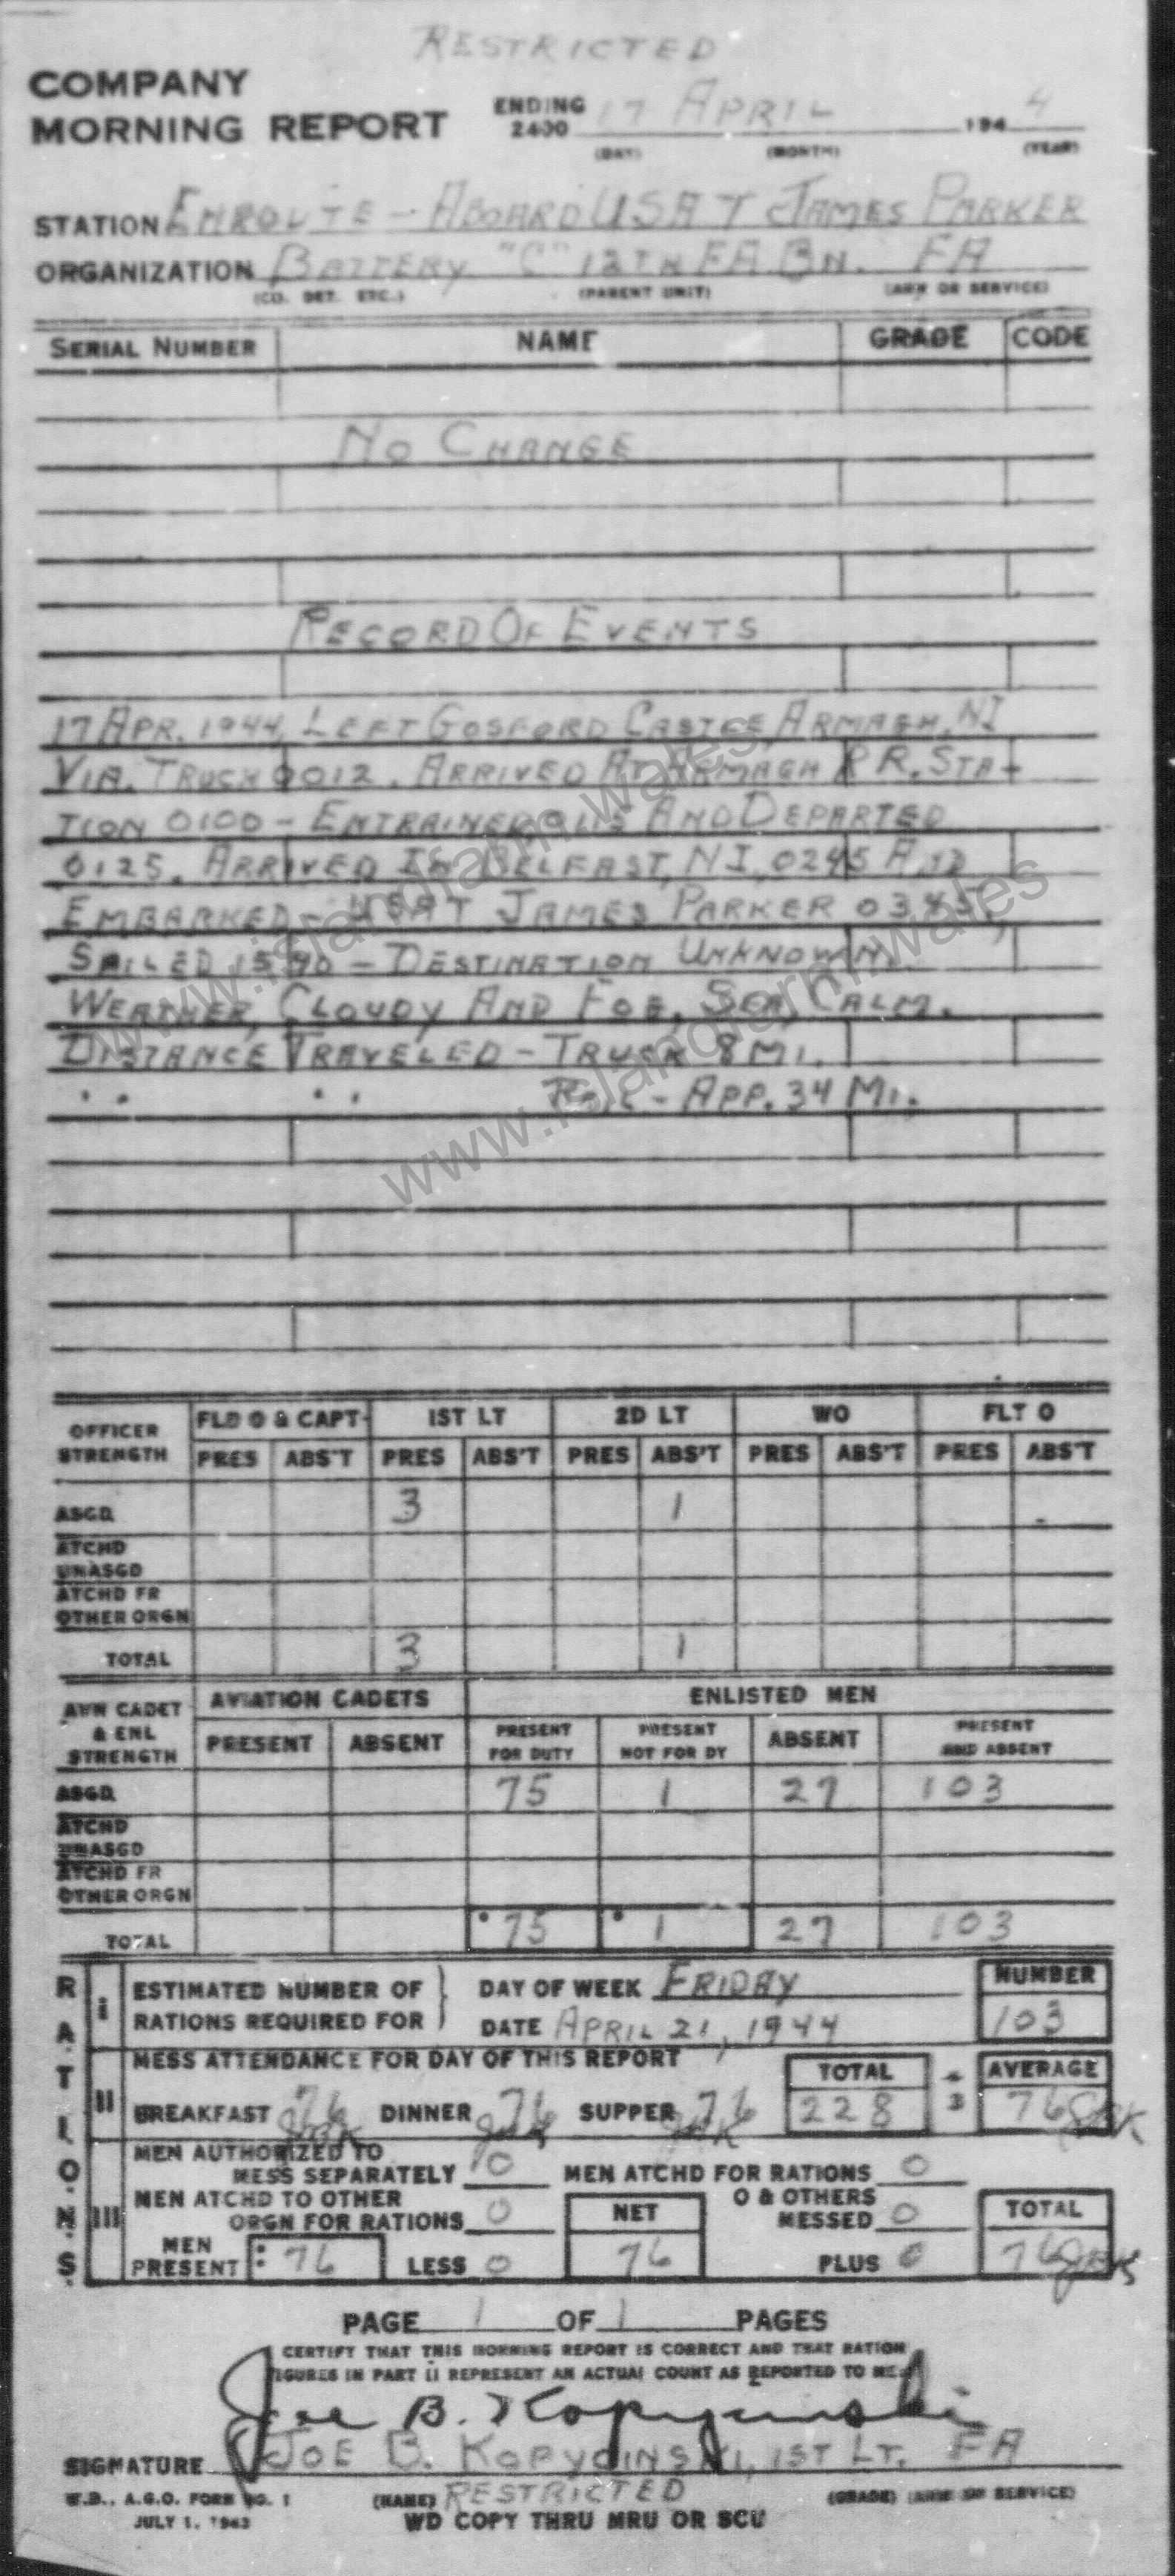 RESTRICTED
COMPANY
MORNING REPORT ENDING 2400 17 APRIL 194 4
(DAY) (MONTH) (YEAR)
STATION ENROUTE - ABOARD USAT JAMES PARKER
ORGANIZATION BATTERY "C" 12TH FA BN. FA
(CO. DET. ETC.) (PARENT UNIT) (ARM OR SERVICE)
SERIAL NUMBER NAME GRADE CODE
NO CHANGE
RECORD OF EVENTS
17 APR. 1944, LEFT GOSFORD CASTLE, ARMAGH, NI
VIA. TRUCK 0012. ARRIVED AT ARMAGH RR. STA-
TION 0100 - ENTRAINED AND DEPARTED
0125. ARRIVED IN BELFAST, NI, 0245 AND
EMBARKED - USAT JAMES PARKER 0345,
SAILED 1590 - DESTINATION UNKNOWN.
WEATHER, CLOUDY AND FOG, SEA, CALM.
DISTANCE TRAVELED - TRUCK 8 MI.
" " RAIL - APP. 34 MI.
www.islandfarm.wales
www.islandfarm.wales
OFFICER STRENGTH FLD O & CAPT- 1ST LT 2D LT WO FLT O
PRES ABS'T PRES ABS'T PRES ABS'T PRES ABS'T PRES ABS'T
ASGD 3 1
ATCHD
UNASGD
ATCHD FR
OTHER ORGN
TOTAL 3 1
AVN CADET & ENL STRENGTH AVIATION CADETS ENLISTED MEN
PRESENT ABSENT PRESENT FOR DUTY PRESENT NOT FOR DY ABSENT PRESENT AND ABSENT
ASGD 75 1 27 103
ATCHD
UNASGD
ATCHD FR
OTHER ORGN
TOTAL 75 1 27 103
RATIONS
I ESTIMATED NUMBER OF DAY OF WEEK FRIDAY NUMBER
RATIONS REQUIRED FOR DATE APRIL 21, 1944 103
II MESS ATTENDANCE FOR DAY OF THIS REPORT TOTAL ÷ AVERAGE
BREAKFAST 76 JBK DINNER 76 JBK SUPPER 76 JBK 228 3 76 JBK
III MEN AUTHORIZED TO
MESS SEPARATELY 0 MEN ATCHD FOR RATIONS 0
MEN ATCHD TO OTHER
ORGN FOR RATIONS 0 NET O & OTHERS MESSED 0 TOTAL
MEN PRESENT 76 LESS 0 76 PLUS 0 76 JBK
PAGE 1 OF 1 PAGES
CERTIFY THAT THIS MORNING REPORT IS CORRECT AND THAT RATION
FIGURES IN PART II REPRESENT AN ACTUAL COUNT AS REPORTED TO ME.
Joe B. Kopycinski
SIGNATURE JOE B. KOPYCINSKI, 1ST LT. FA
W.D., A.G.O. FORM NO. 1 (NAME) RESTRICTED (GRADE) (ARM OR SERVICE)
JULY 1, 1943 WD COPY THRU MRU OR SCU